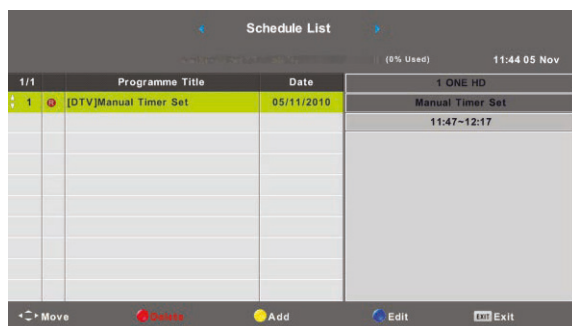 Schedule List
(0% Used) 11:44 05 Nov
1/1 Programme Title Date 1 ONE HD
1 [DTV]Manual Timer Set 05/11/2010 Manual Timer Set
11:47~12:17
Move Delete Add Edit EXIT Exit